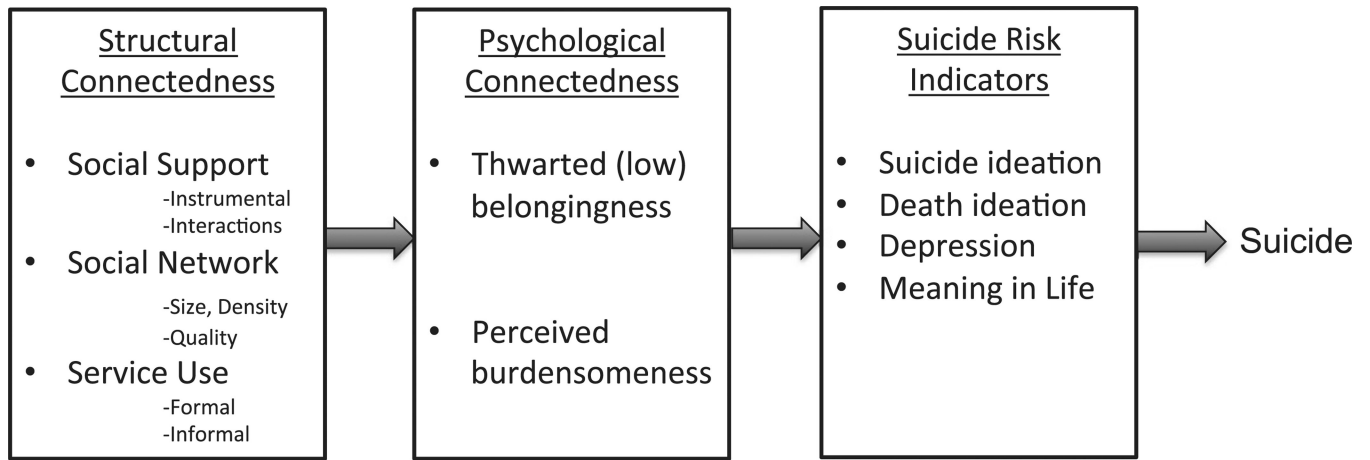 Structural
Connectedness
• Social Support
-Instrumental
-Interactions
• Social Network
-Size, Density
-Quality
• Service Use
-Formal
-Informal
Psychological
Connectedness
• Thwarted (low)
belongingness
• Perceived
burdensomeness
Suicide Risk
Indicators
• Suicide ideation
• Death ideation
• Depression
• Meaning in Life
Suicide